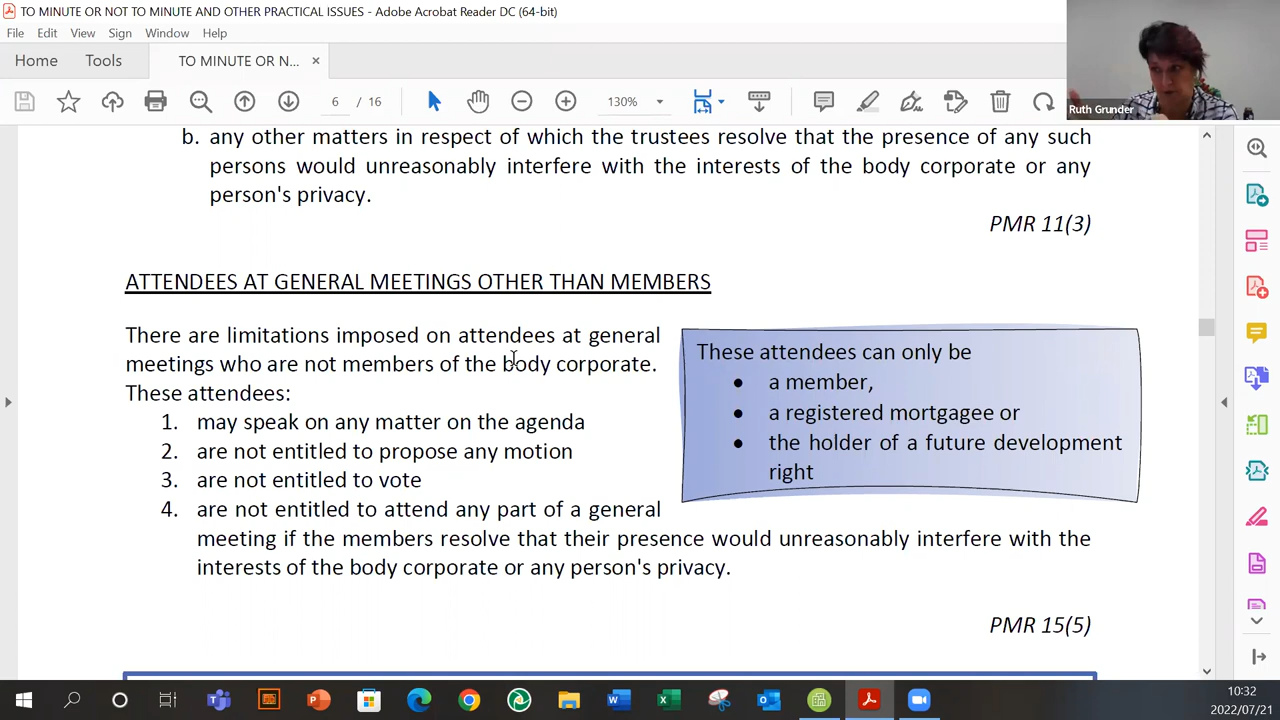 TO MINUTE OR NOT TO MINUTE AND OTHER PRACTICAL ISSUES - Adobe Acrobat Reader DC (64-bit)
File Edit View Sign Window Help
Home Tools TO MINUTE OR N... ×
6 / 16 130%
Ruth Grunder
b. any other matters in respect of which the trustees resolve that the presence of any such
persons would unreasonably interfere with the interests of the body corporate or any
person's privacy.
PMR 11(3)
ATTENDEES AT GENERAL MEETINGS OTHER THAN MEMBERS
There are limitations imposed on attendees at general
meetings who are not members of the body corporate.
These attendees:
1. may speak on any matter on the agenda
2. are not entitled to propose any motion
3. are not entitled to vote
4. are not entitled to attend any part of a general
meeting if the members resolve that their presence would unreasonably interfere with the
interests of the body corporate or any person's privacy.
These attendees can only be
• a member,
• a registered mortgagee or
• the holder of a future development
right
PMR 15(5)
10:32
2022/07/21